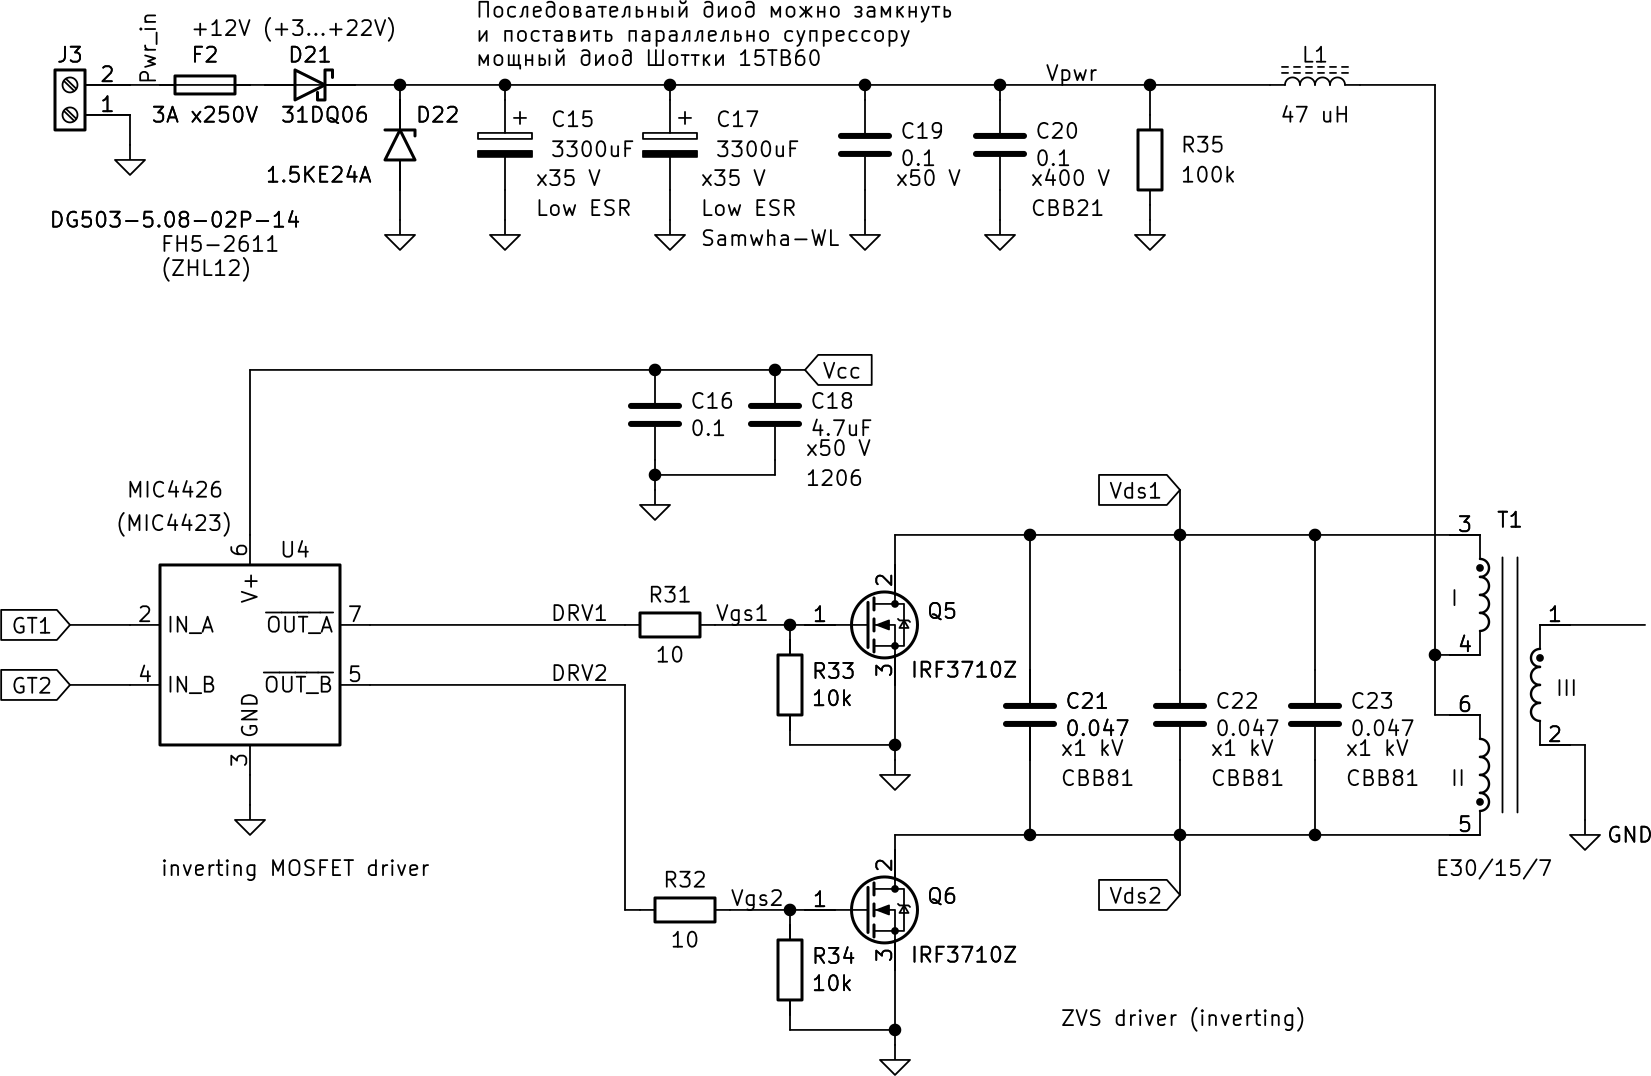 Последовательный диод можно замкнуть
и поставить параллельно супрессору
мощный диод Шоттки 15TB60
+12V (+3...+22V)
Pwr_in
J3
F2
D21
2
1
3A x250V
31DQ06
D22
1.5KE24A
DG503-5.08-02P-14
FH5-2611
(ZHL12)
+
C15
3300uF
x35 V
Low ESR
+
C17
3300uF
x35 V
Low ESR
Samwha-WL
C19
0.1
x50 V
C20
0.1
x400 V
CBB21
Vpwr
R35
100k
L1
47 uH
Vcc
C16
0.1
C18
4.7uF
x50 V
1206
MIC4426
(MIC4423)
U4
6
V+
GT1
2
IN_A
OUT_A
7
GT2
4
IN_B
OUT_B
5
GND
3
inverting MOSFET driver
DRV1
R31
10
Vgs1
1
2
3
Q5
IRF3710Z
R33
10k
DRV2
R32
10
Vgs2
1
2
3
Q6
IRF3710Z
R34
10k
Vds1
C21
0.047
x1 kV
CBB81
C22
0.047
x1 kV
CBB81
C23
0.047
x1 kV
CBB81
Vds2
T1
3
I
4
6
II
5
1
III
2
GND
E30/15/7
ZVS driver (inverting)